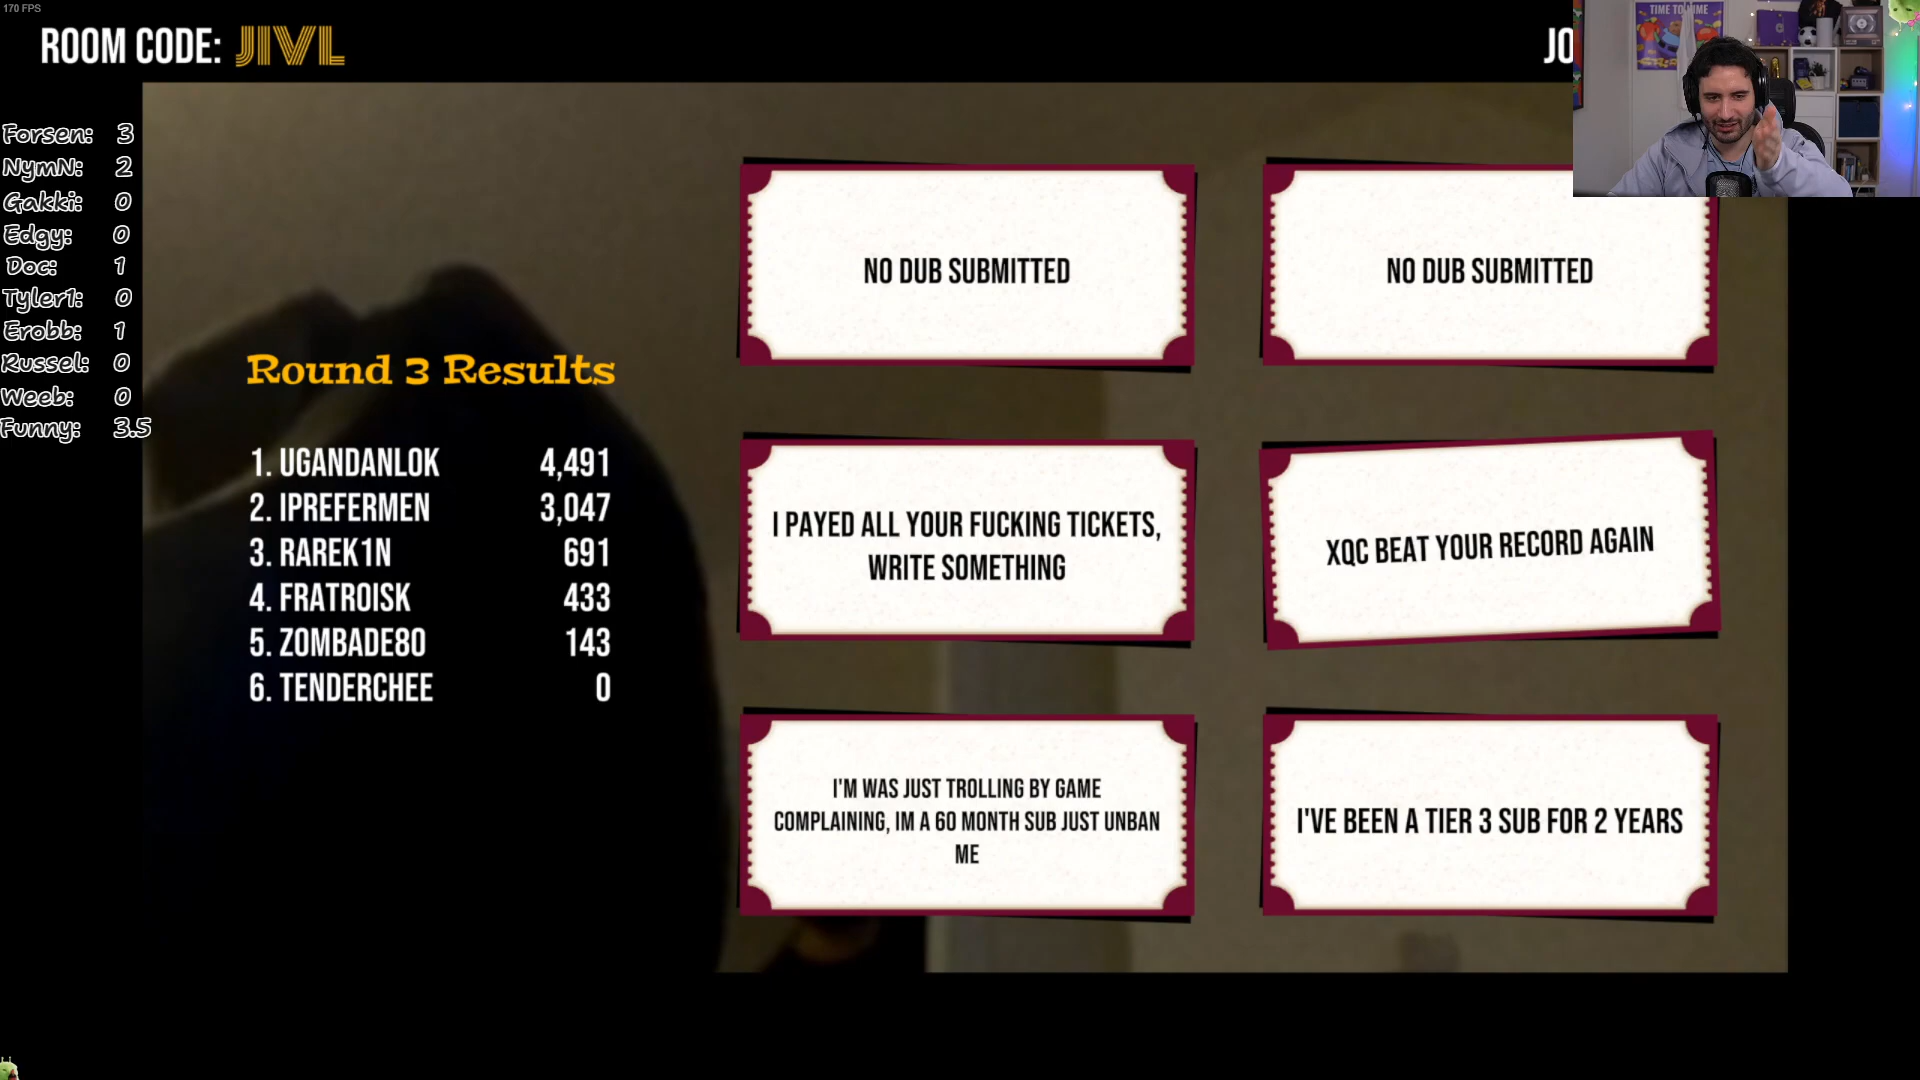 170 FPS
ROOM CODE: JIVL
JO
TIME TO
Forsen: 3
NymN: 2
Gakki: 0
Edgy: 0
Doc: 1
Tyler1: 0
Erobb: 1
Russel: 0
Weeb: 0
Funny: 3.5
Round 3 Results
1. UGANDANLOK 4,491
2. IPREFERMEN 3,047
3. RAREK1N 691
4. FRATROISK 433
5. ZOMBADE80 143
6. TENDERCHEE 0
NO DUB SUBMITTED
NO DUB SUBMITTED
I PAYED ALL YOUR FUCKING TICKETS,
WRITE SOMETHING
XQC BEAT YOUR RECORD AGAIN
I'M WAS JUST TROLLING BY GAME
COMPLAINING, IM A 60 MONTH SUB JUST UNBAN
ME
I'VE BEEN A TIER 3 SUB FOR 2 YEARS